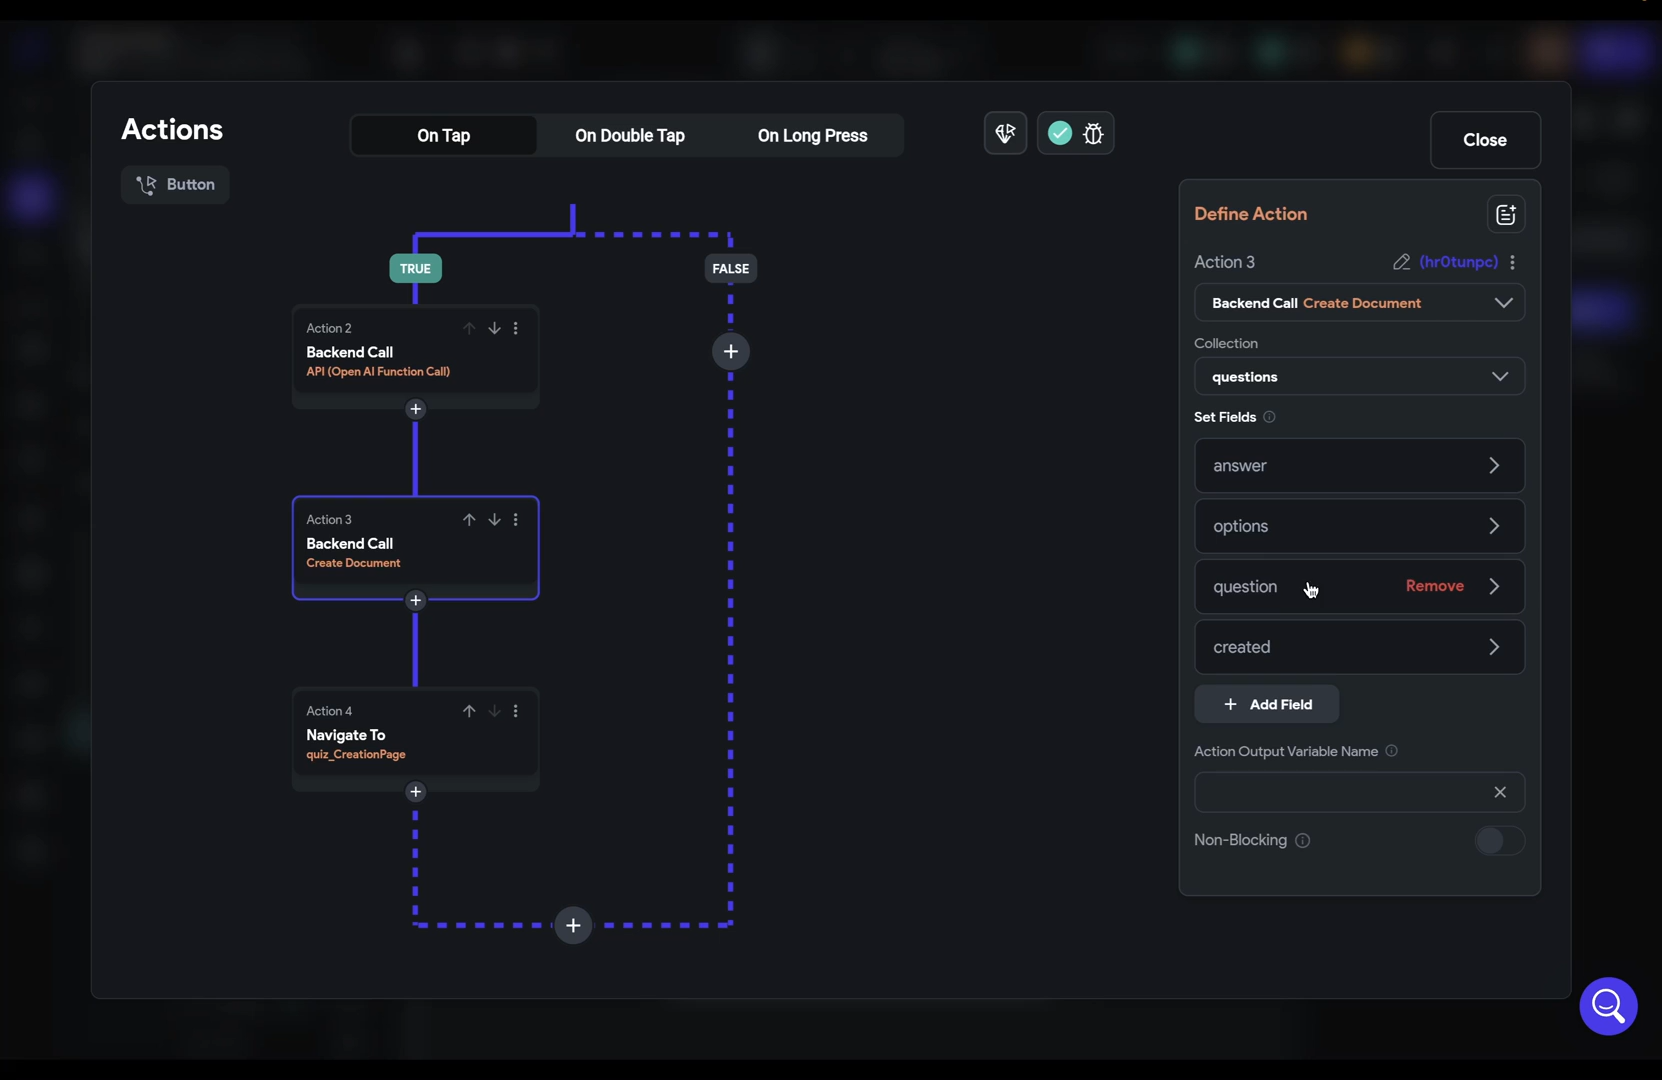 Actions
On Tap
On Double Tap
On Long Press
Close
Button
TRUE
FALSE
Action 2
Backend Call
API (Open AI Function Call)
Action 3
Backend Call
Create Document
Action 4
Navigate To
quiz_CreationPage
Define Action
Action 3
(hr0tunpc)
Backend Call Create Document
Collection
questions
Set Fields
answer
options
question
Remove
created
+ Add Field
Action Output Variable Name
Non-Blocking